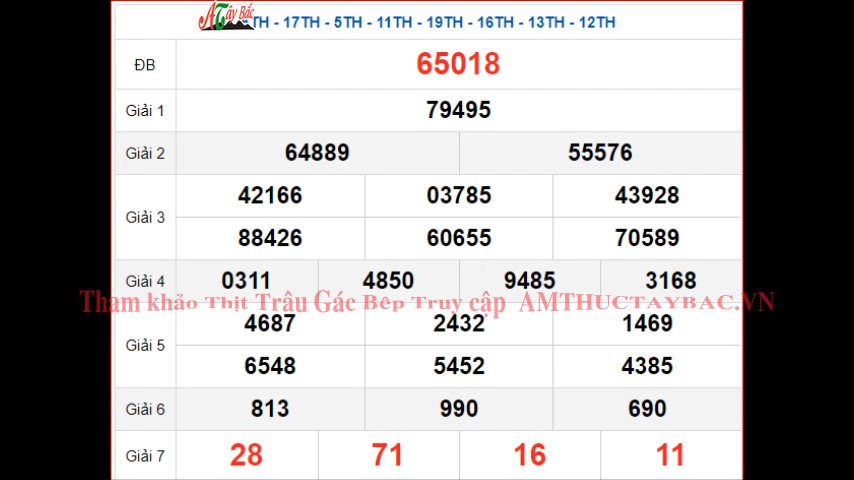 ATây Bắc
TH - 17TH - 5TH - 11TH - 19TH - 16TH - 13TH - 12TH
ĐB 65018
Giải 1 79495
Giải 2 64889 55576
Giải 3 42166 03785 43928
88426 60655 70589
Giải 4 0311 4850 9485 3168
Tham khảo Thịt Trâu Gác Bếp Truy cập AMTHUCTAYBAC.VN
Giải 5 4687 2432 1469
6548 5452 4385
Giải 6 813 990 690
Giải 7 28 71 16 11